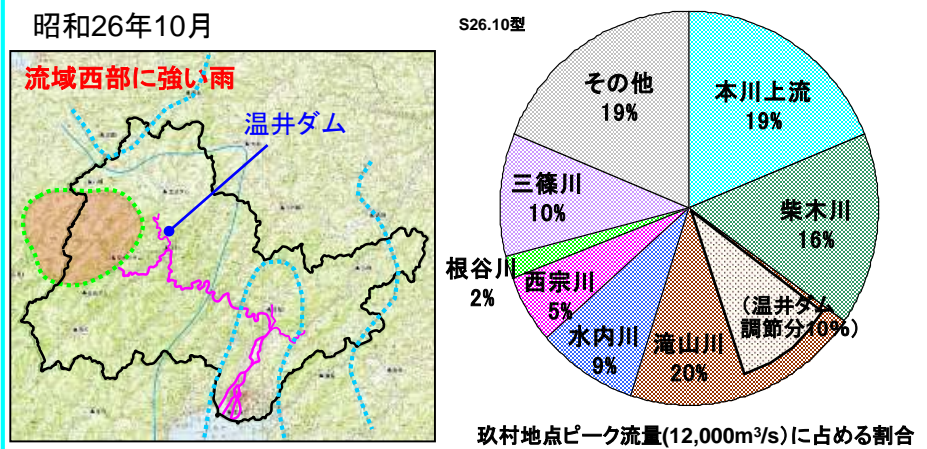 昭和26年10月
流域西部に強い雨
温井ダム
S26.10型
その他
19%
本川上流
19%
三篠川
10%
柴木川
16%
根谷川
2%
西宗川
5%
(温井ダム
調節分10%)
水内川
9%
滝山川
20%
玖村地点ピーク流量(12,000m³/s)に占める割合